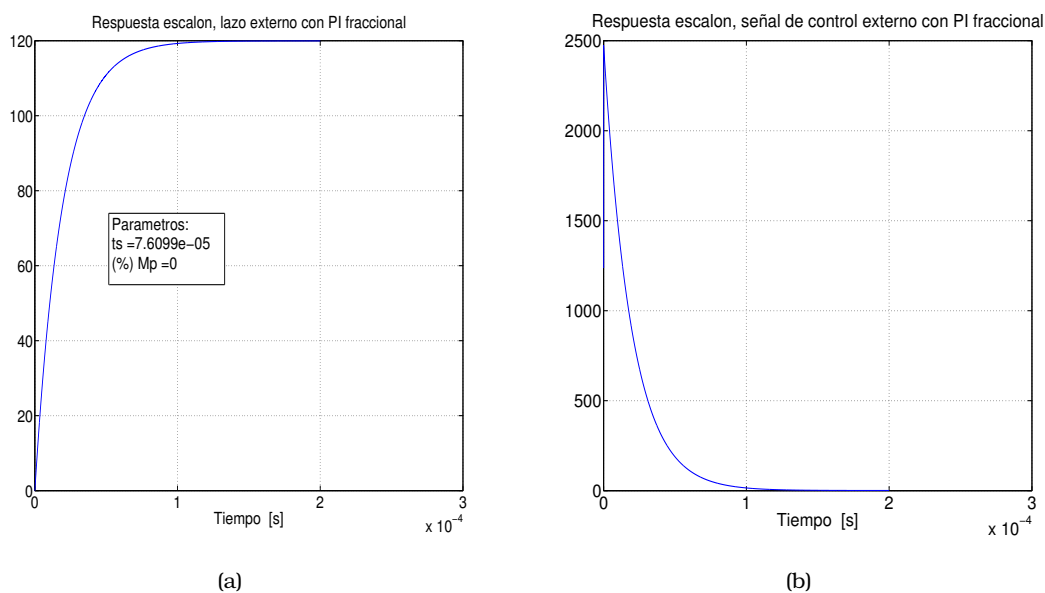 Respuesta escalon, lazo externo con PI fraccional
120
100
80
60
40
20
0
Parametros:
ts =7.6099e−05
(%) Mp =0
0 1 2 3
Tiempo [s]
x 10⁻⁴
(a)
Respuesta escalon, señal de control externo con PI fraccional
2500
2000
1500
1000
500
0
0 1 2 3
Tiempo [s]
x 10⁻⁴
(b)